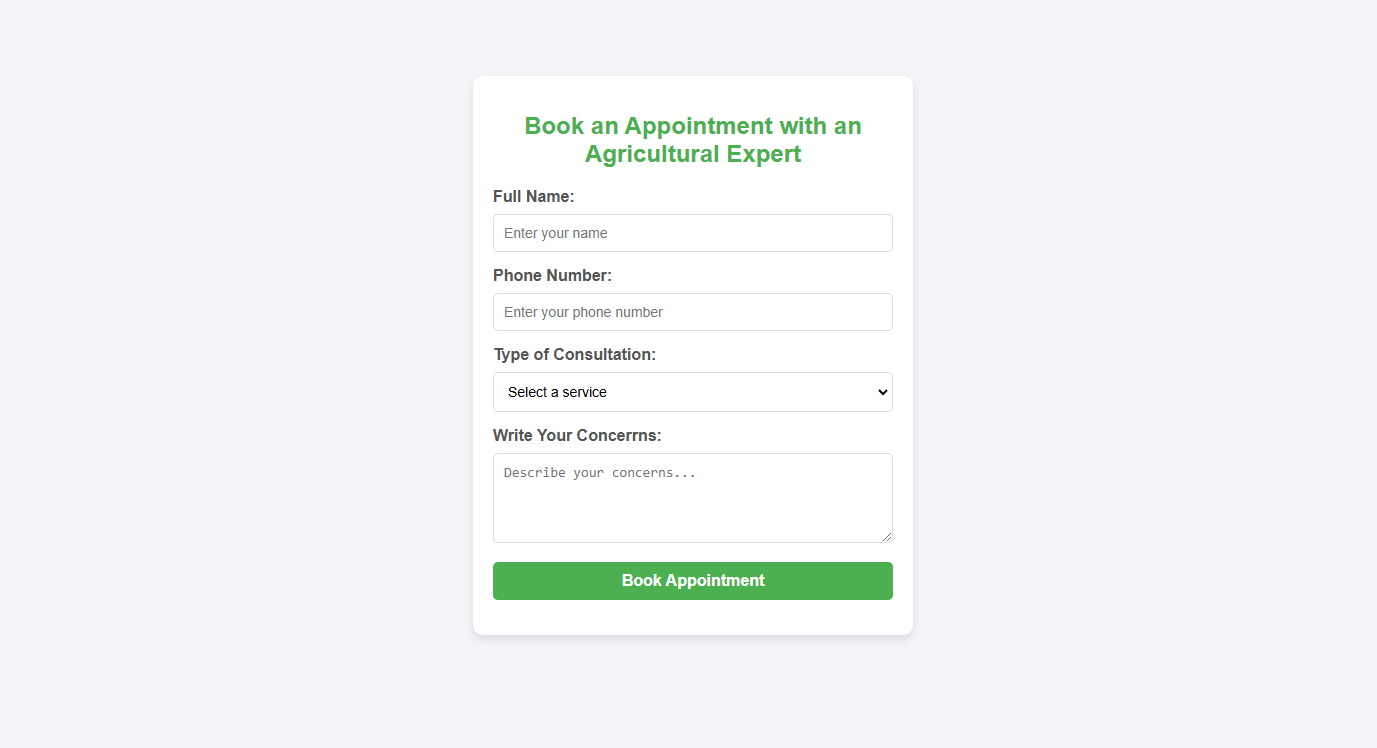 Book an Appointment with an
Agricultural Expert
Full Name:
Enter your name
Phone Number:
Enter your phone number
Type of Consultation:
Select a service
Write Your Concerrns:
Describe your concerns...
Book Appointment